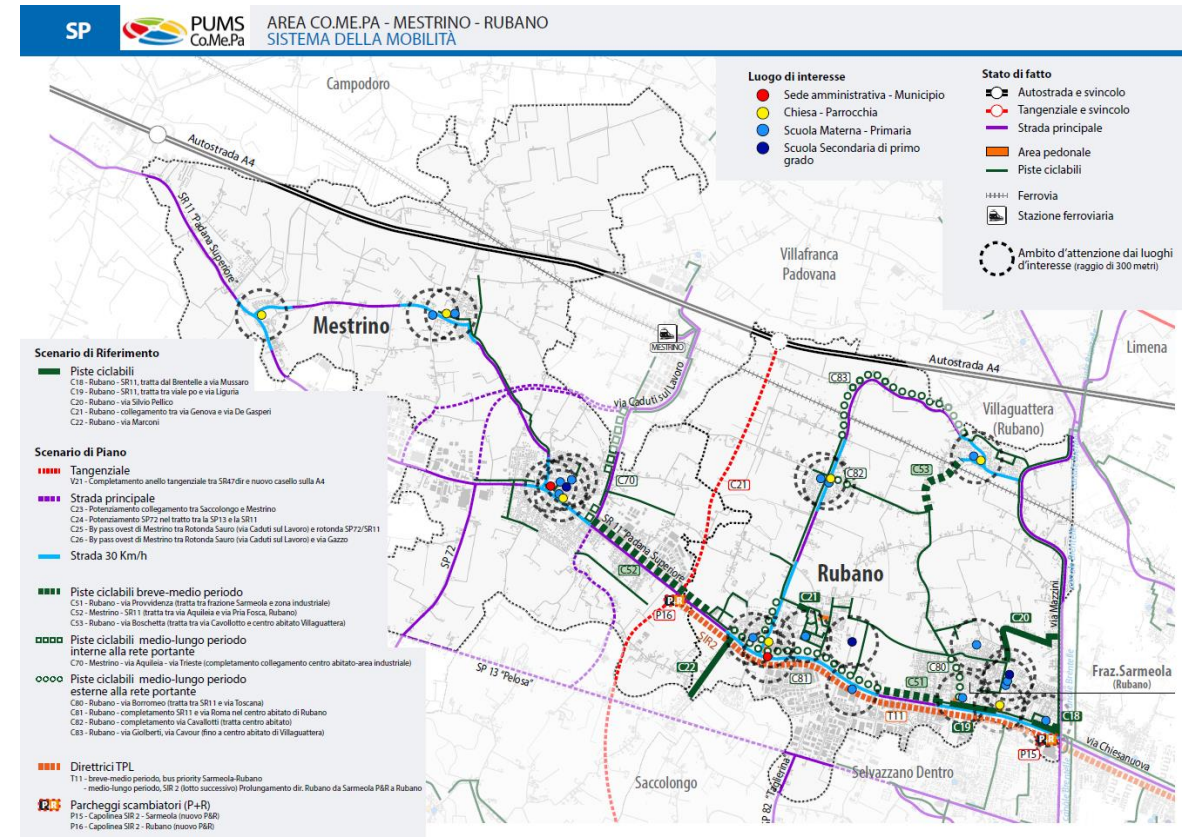 SP
PUMS
Co.Me.Pa
AREA CO.ME.PA - MESTRINO - RUBANO
SISTEMA DELLA MOBILITÀ
Luogo di interesse
Sede amministrativa - Municipio
Chiesa - Parrocchia
Scuola Materna - Primaria
Scuola Secondaria di primo
grado
Stato di fatto
Autostrada e svincolo
Tangenziale e svincolo
Strada principale
Area pedonale
Piste ciclabili
Ferrovia
Stazione ferroviaria
Ambito d'attenzione dai luoghi
d'interesse (raggio di 300 metri)
Campodoro
Autostrada A4
SR11 "Padana Superiore"
Villafranca
Padovana
Mestrino
MESTRINO
Limena
Autostrada A4
C83
via Caduti sul Lavoro
Villaguattera
(Rubano)
C53
C82
C70
C21
SR11 "Padana Superiore"
SP 72
C52
Rubano
via Mazzini
P16
SIR2
C21
C20
SP 13 "Pelosa"
C22
C80
C81
C51
Fraz.Sarmeola
(Rubano)
T11
C19
C18
P15
via Chiesanuova
Canale Brentelle
Saccolongo
SP 82 "Taglierina"
Selvazzano Dentro
Scenario di Riferimento
Piste ciclabili
C18 - Rubano - SR11, tratta dal Brentelle a via Mussaro
C19 - Rubano - SR11, tratta tra viale po e via Liguria
C20 - Rubano - via Silvio Pellico
C21 - Rubano - collegamento tra via Genova e via De Gasperi
C22 - Rubano - via Marconi
Scenario di Piano
Tangenziale
V21 - Completamento anello tangenziale tra SR47dir e nuovo casello sulla A4
Strada principale
C23 - Potenziamento collegamento tra Saccolongo e Mestrino
C24 - Potenziamento SP72 nel tratto tra la SP13 e la SR11
C25 - By pass ovest di Mestrino tra Rotonda Sauro (via Caduti sul Lavoro) e rotonda SP72/SR11
C26 - By pass ovest di Mestrino tra Rotonda Sauro (via Caduti sul Lavoro) e via Gazzo
Strada 30 Km/h
Piste ciclabili breve-medio periodo
C51 - Rubano - via Provvidenza (tratta tra frazione Sarmeola e zona industriale)
C52 - Mestrino - SR11 (tratta tra via Aquileia e via Pria Fosca, Rubano)
C53 - Rubano - via Boschetta (tratta tra via Cavollotto e centro abitato Villaguattera)
Piste ciclabili medio-lungo periodo
interne alla rete portante
C70 - Mestrino - via Aquileia - via Trieste (completamento collegamento centro abitato-area industriale)
Piste ciclabili medio-lungo periodo
esterne alla rete portante
C80 - Rubano - via Borromeo (tratta tra SR11 e via Toscana)
C81 - Rubano - completamento SR11 e via Roma nel centro abitato di Rubano
C82 - Rubano - completamento via Cavallotti (tratta centro abitato)
C83 - Rubano - via Giolberti, via Cavour (fino a centro abitato di Villaguattera)
Direttrici TPL
T11 - breve-medio periodo, bus priority Sarmeola-Rubano
- medio-lungo periodo, SIR 2 (lotto successivo) Prolungamento dir. Rubano da Sarmeola P&R a Rubano
Parcheggi scambiatori (P+R)
P15 - Capolinea SIR 2 - Sarmeola (nuovo P&R)
P16 - Capolinea SIR 2 - Rubano (nuovo P&R)